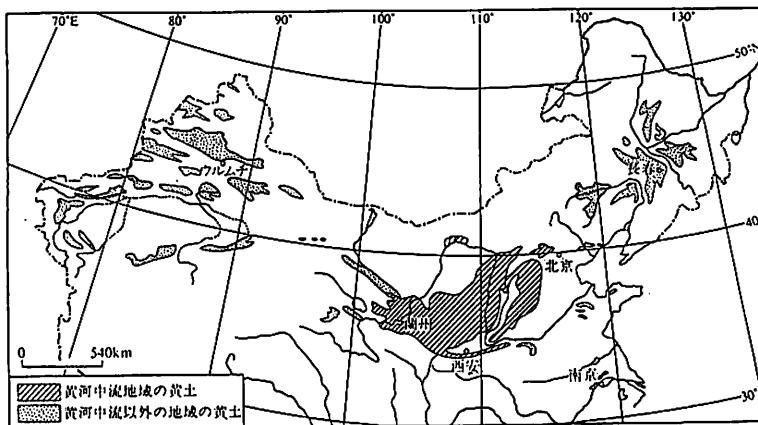 70°E
80°
90°
100°
110°
120°
130°
50°N
ウルムチ
40°
北京
蘭州
西安
南京
0 540km
30°
黄河中流地域の黄土
黄河中流以外の地域の黄土